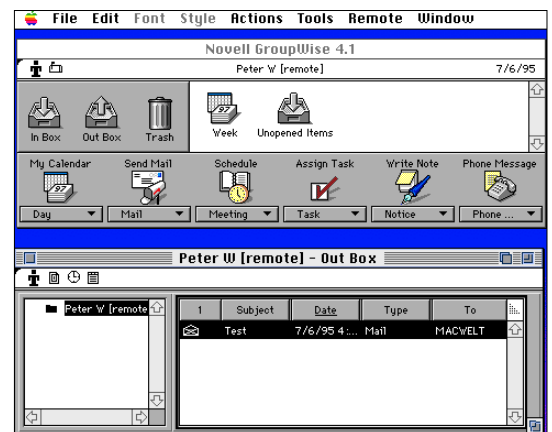 File Edit Font Style Actions Tools Remote Window
Novell GroupWise 4.1
Peter W [remote] 7/6/95
In Box Out Box Trash Week Unopened Items
My Calendar Send Mail Schedule Assign Task Write Note Phone Message
Day Mail Meeting Task Notice Phone ...
Peter W [remote] - Out Box
Peter W [remote 1 Subject Date Type To
Test 7/6/95 4:... Mail MACWELT